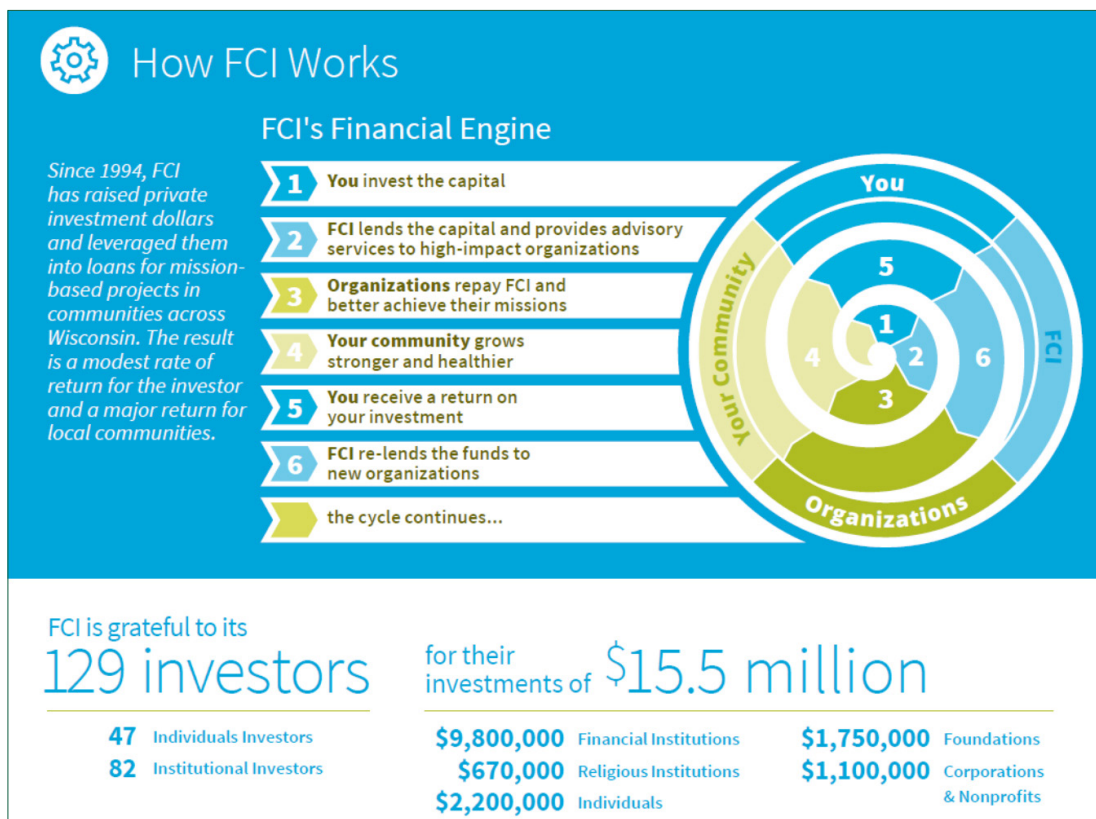 How FCI Works
FCI's Financial Engine
Since 1994, FCI
has raised private
investment dollars
and leveraged them
into loans for mission-
based projects in
communities across
Wisconsin. The result
is a modest rate of
return for the investor
and a major return for
local communities.
1 You invest the capital
2 FCI lends the capital and provides advisory
services to high-impact organizations
3 Organizations repay FCI and
better achieve their missions
4 Your community grows
stronger and healthier
5 You receive a return on
your investment
6 FCI re-lends the funds to
new organizations
the cycle continues...
You
FCI
Organizations
Your Community
5
1
4
2
6
3
FCI is grateful to its
129 investors
47 Individuals Investors
82 Institutional Investors
for their
investments of $15.5 million
$9,800,000 Financial Institutions
$670,000 Religious Institutions
$2,200,000 Individuals
$1,750,000 Foundations
$1,100,000 Corporations
& Nonprofits